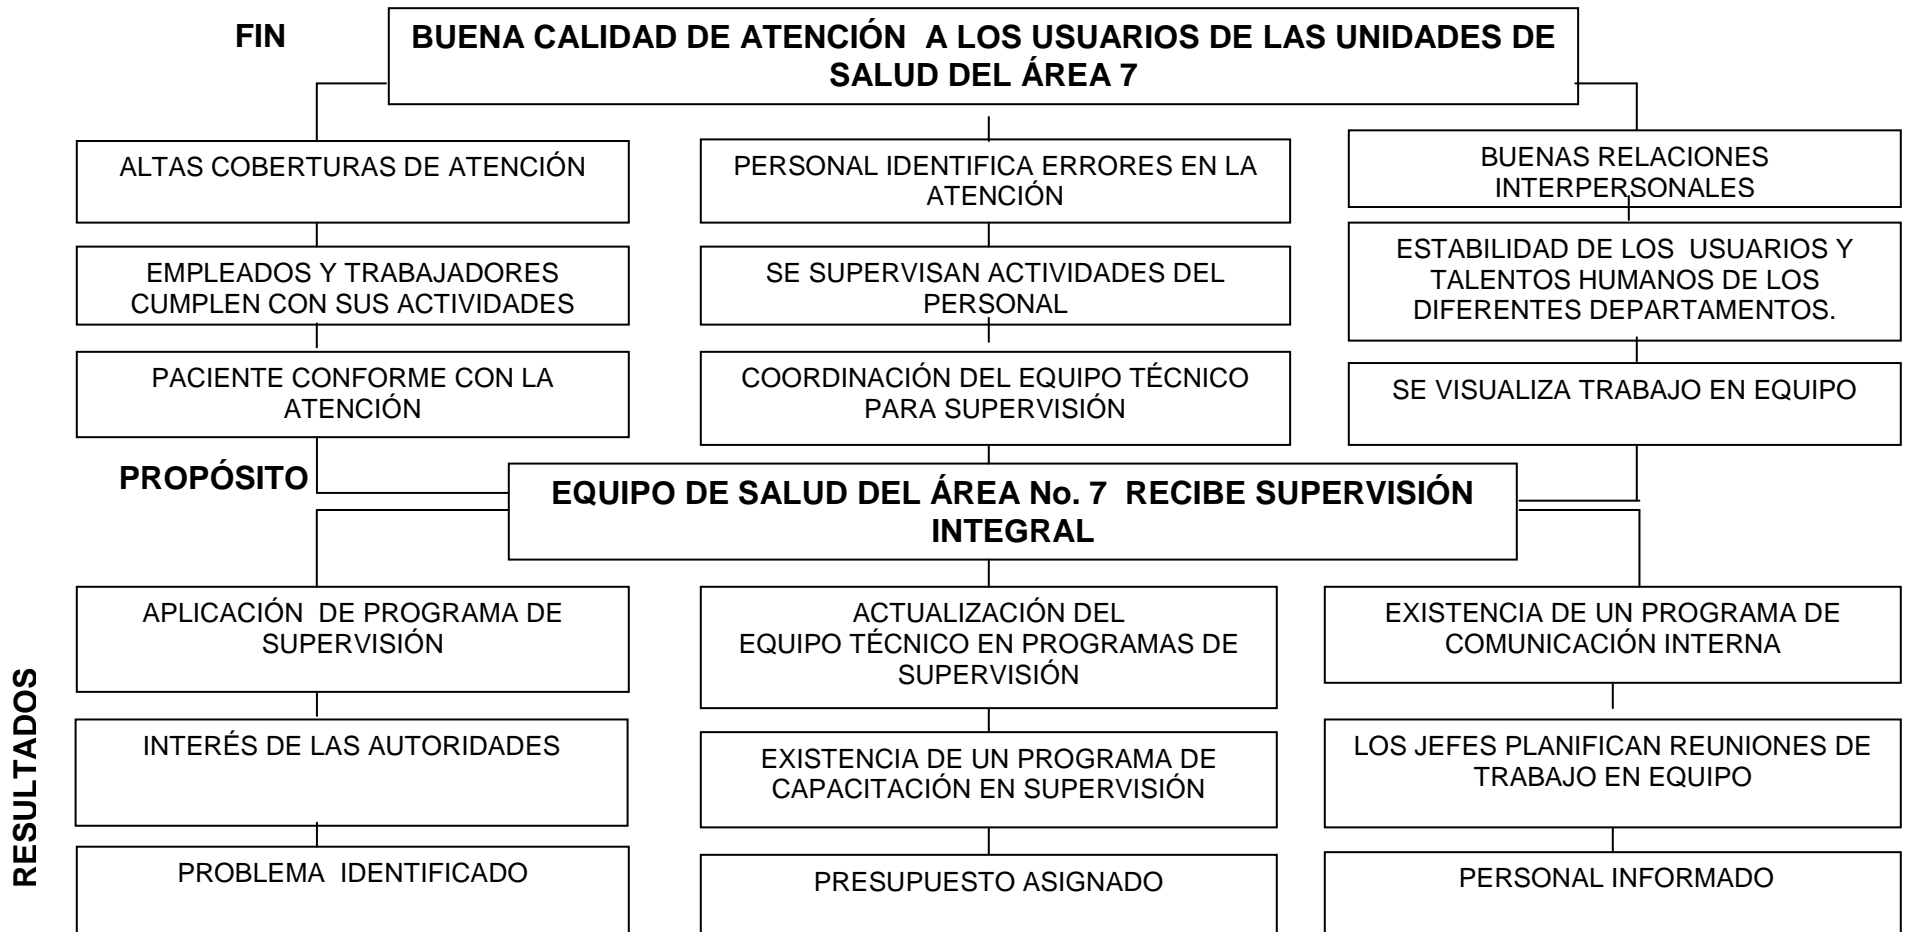 FIN
BUENA CALIDAD DE ATENCIÓN A LOS USUARIOS DE LAS UNIDADES DE
SALUD DEL ÁREA 7
ALTAS COBERTURAS DE ATENCIÓN
PERSONAL IDENTIFICA ERRORES EN LA
ATENCIÓN
BUENAS RELACIONES
INTERPERSONALES
EMPLEADOS Y TRABAJADORES
CUMPLEN CON SUS ACTIVIDADES
SE SUPERVISAN ACTIVIDADES DEL
PERSONAL
ESTABILIDAD DE LOS USUARIOS Y
TALENTOS HUMANOS DE LOS
DIFERENTES DEPARTAMENTOS.
PACIENTE CONFORME CON LA
ATENCIÓN
COORDINACIÓN DEL EQUIPO TÉCNICO
PARA SUPERVISIÓN
SE VISUALIZA TRABAJO EN EQUIPO
PROPÓSITO
EQUIPO DE SALUD DEL ÁREA No. 7 RECIBE SUPERVISIÓN
INTEGRAL
RESULTADOS
APLICACIÓN DE PROGRAMA DE
SUPERVISIÓN
ACTUALIZACIÓN DEL
EQUIPO TÉCNICO EN PROGRAMAS DE
SUPERVISIÓN
EXISTENCIA DE UN PROGRAMA DE
COMUNICACIÓN INTERNA
INTERÉS DE LAS AUTORIDADES
EXISTENCIA DE UN PROGRAMA DE
CAPACITACIÓN EN SUPERVISIÓN
LOS JEFES PLANIFICAN REUNIONES DE
TRABAJO EN EQUIPO
PROBLEMA IDENTIFICADO
PRESUPUESTO ASIGNADO
PERSONAL INFORMADO